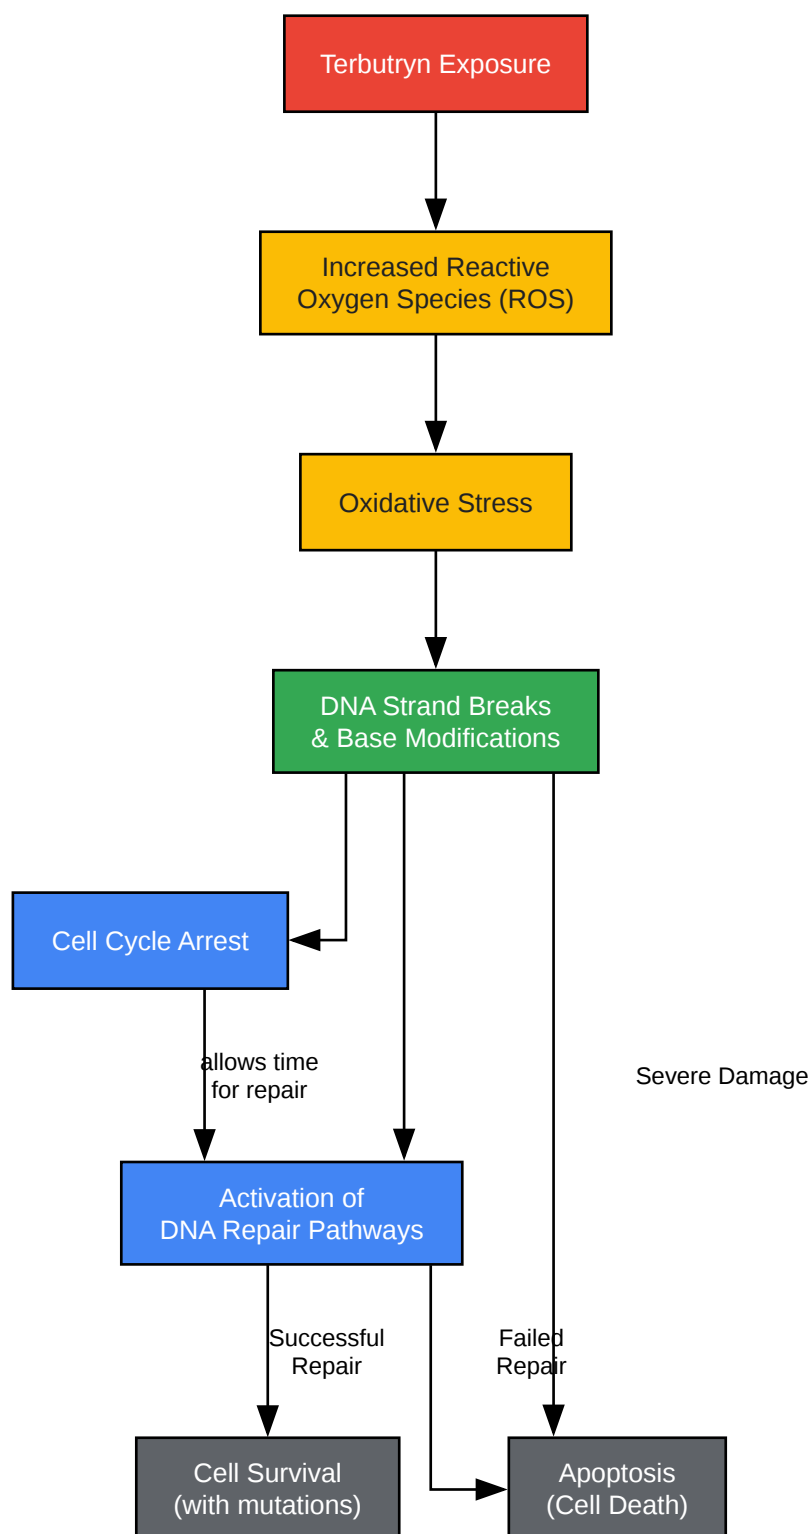 Terbutryn Exposure
Increased Reactive
Oxygen Species (ROS)
Oxidative Stress
DNA Strand Breaks
& Base Modifications
Cell Cycle Arrest
allows time
for repair
Severe Damage
Activation of
DNA Repair Pathways
Successful
Repair
Failed
Repair
Cell Survival
(with mutations)
Apoptosis
(Cell Death)